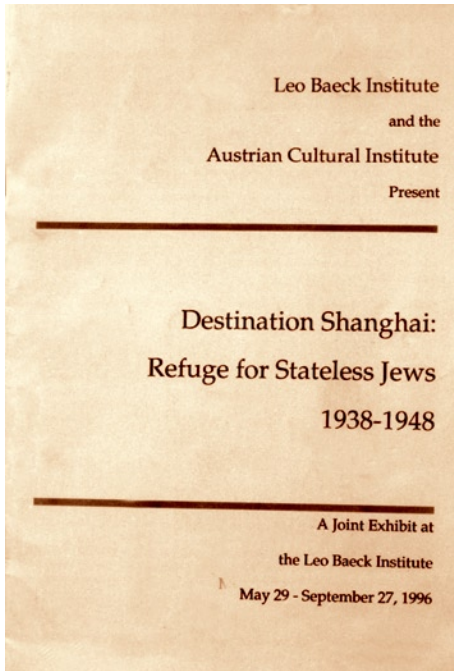 Leo Baeck Institute
and the
Austrian Cultural Institute
Present
Destination Shanghai:
Refuge for Stateless Jews
1938-1948
A Joint Exhibit at
the Leo Baeck Institute
May 29 - September 27, 1996